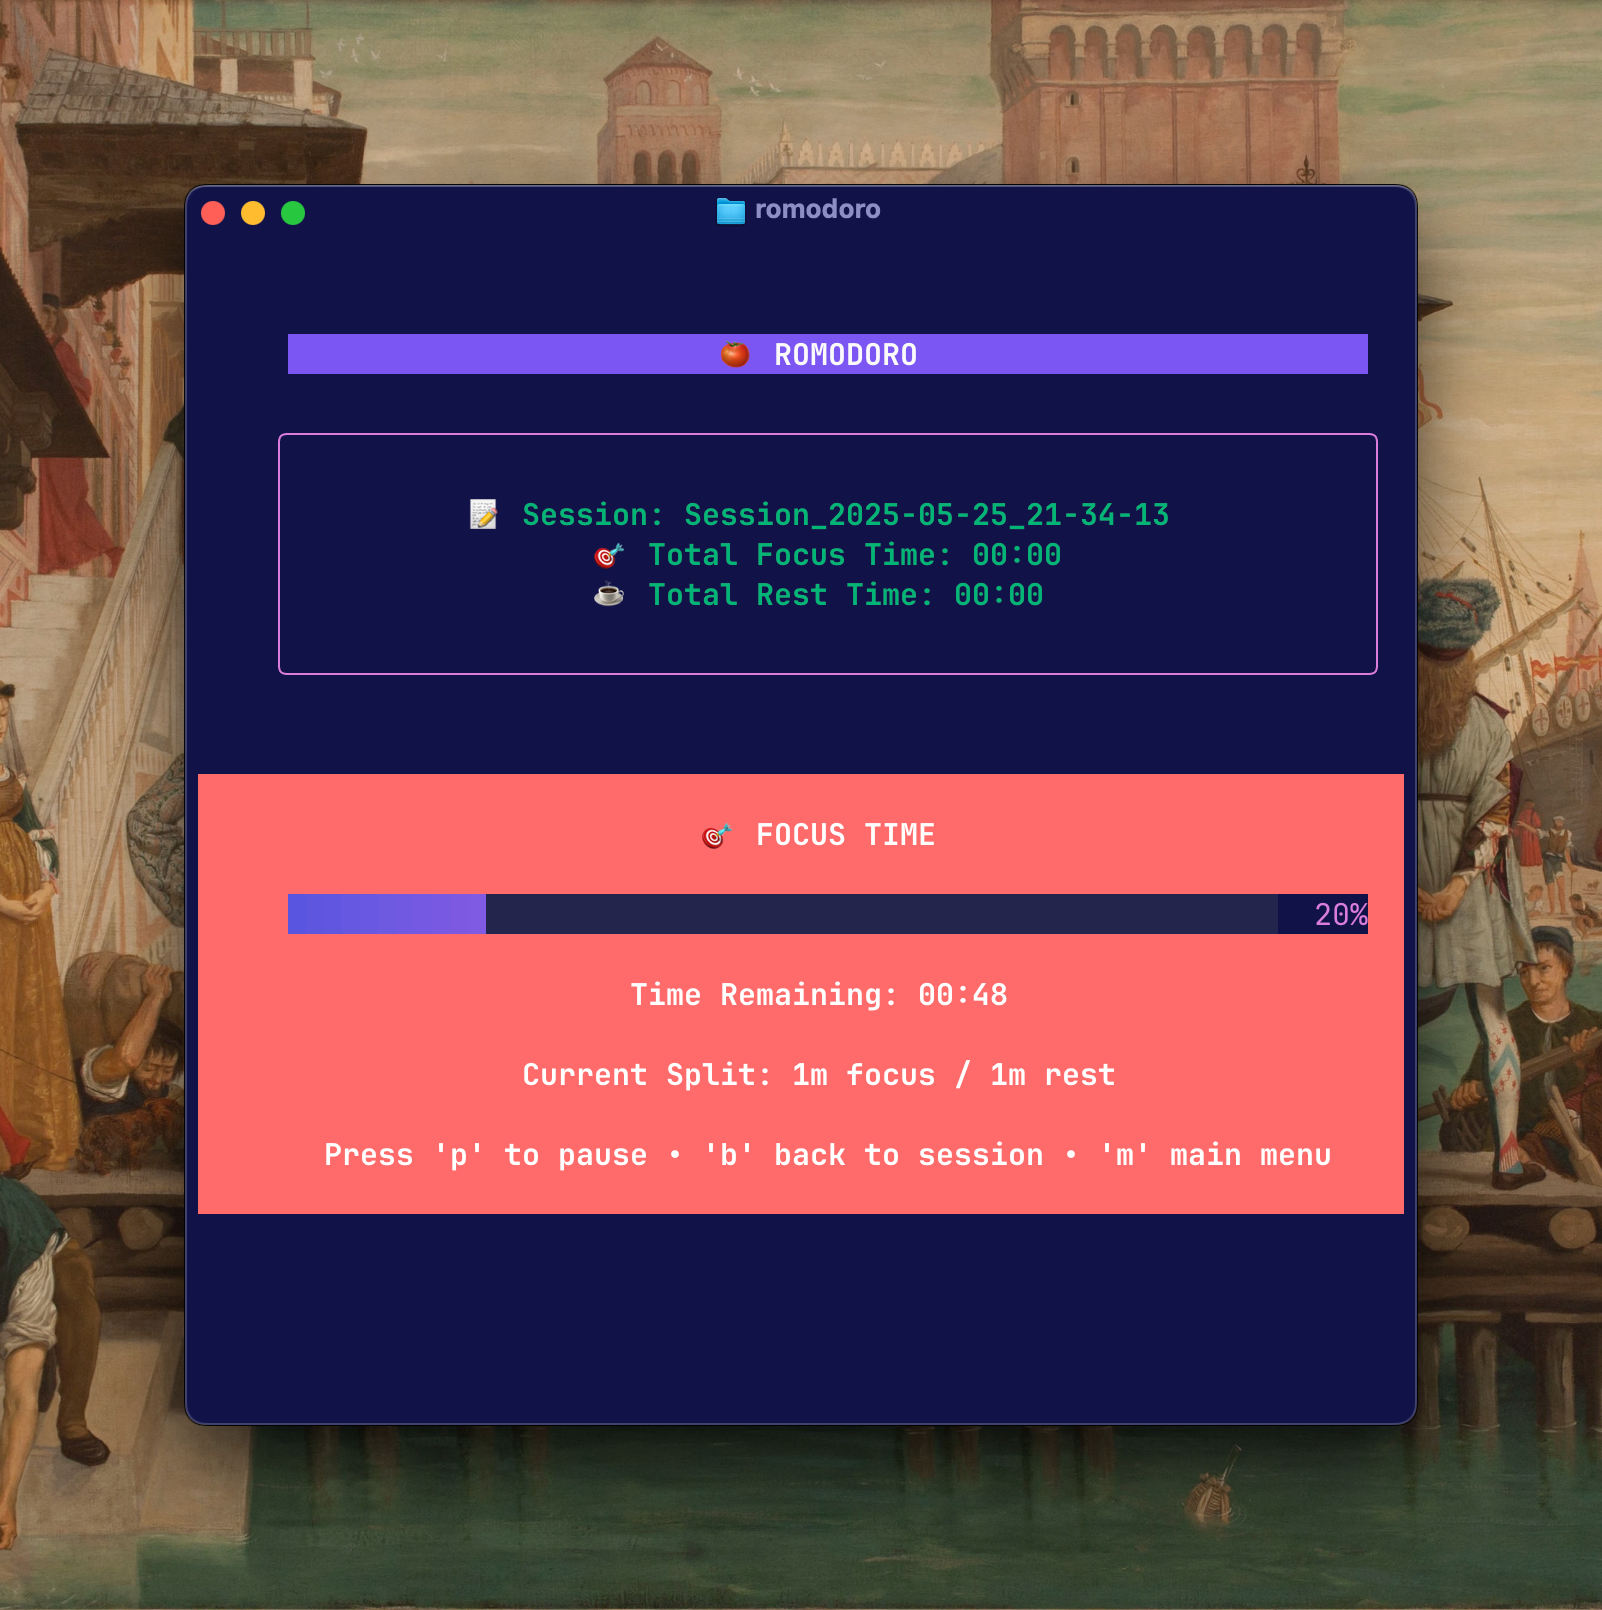 romodoro
🍅 ROMODORO
📝 Session: Session_2025-05-25_21-34-13
🎯 Total Focus Time: 00:00
☕ Total Rest Time: 00:00
🎯 FOCUS TIME
20%
Time Remaining: 00:48
Current Split: 1m focus / 1m rest
Press 'p' to pause • 'b' back to session • 'm' main menu